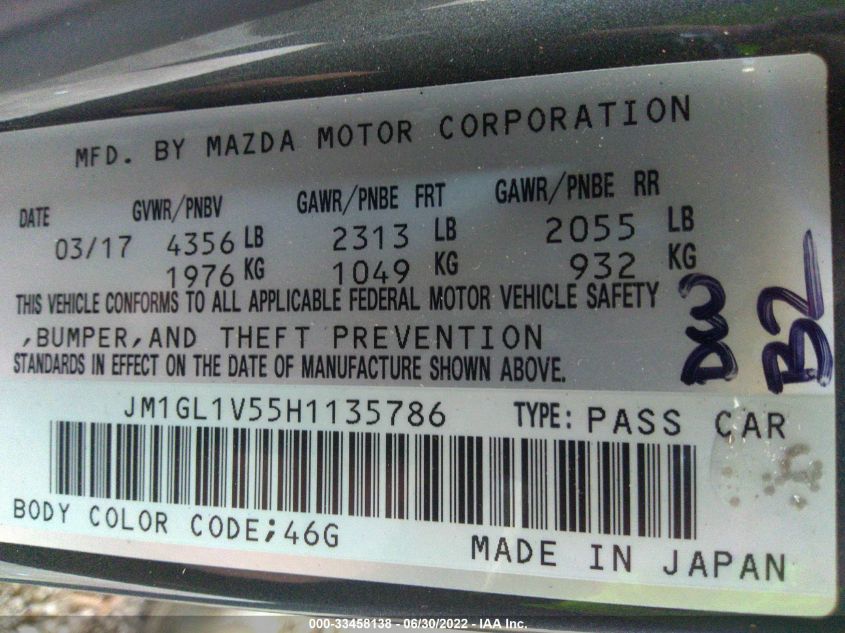 MFD. BY MAZDA MOTOR CORPORATION
DATE GVWR/PNBV GAWR/PNBE FRT GAWR/PNBE RR
03/17 4356 LB 2313 LB 2055 LB
1976 KG 1049 KG 932 KG
THIS VEHICLE CONFORMS TO ALL APPLICABLE FEDERAL MOTOR VEHICLE SAFETY
,BUMPER,AND THEFT PREVENTION
STANDARDS IN EFFECT ON THE DATE OF MANUFACTURE SHOWN ABOVE.
B2
JM1GL1V55H1135786 TYPE: PASS CAR
BODY COLOR CODE;46G
MADE IN JAPAN
000-33458138 - 06/30/2022 - IAA Inc.